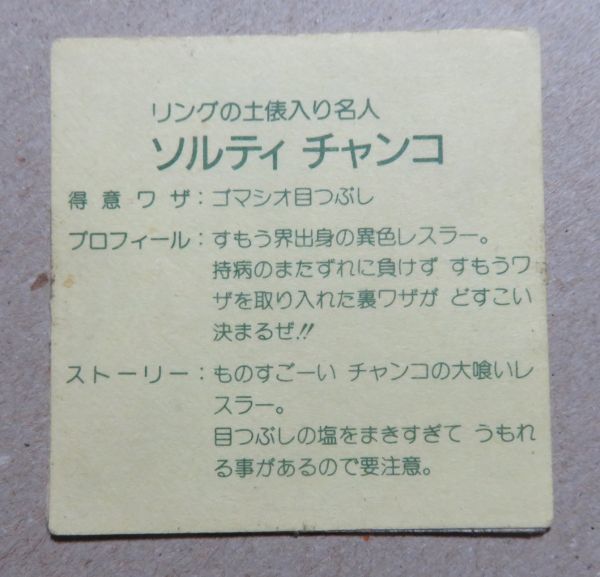 リングの土俵入り名人
ソルティ チャンコ
得意ワザ：ゴマシオ目つぶし
プロフィール：すもう界出身の異色レスラー。
持病のまたずれに負けず すもうワ
ザを取り入れた裏ワザが どすこい
決まるぜ!!
ストーリー：ものすごーい チャンコの大喰いレ
スラー。
目つぶしの塩をまきすぎて うもれ
る事があるので要注意。